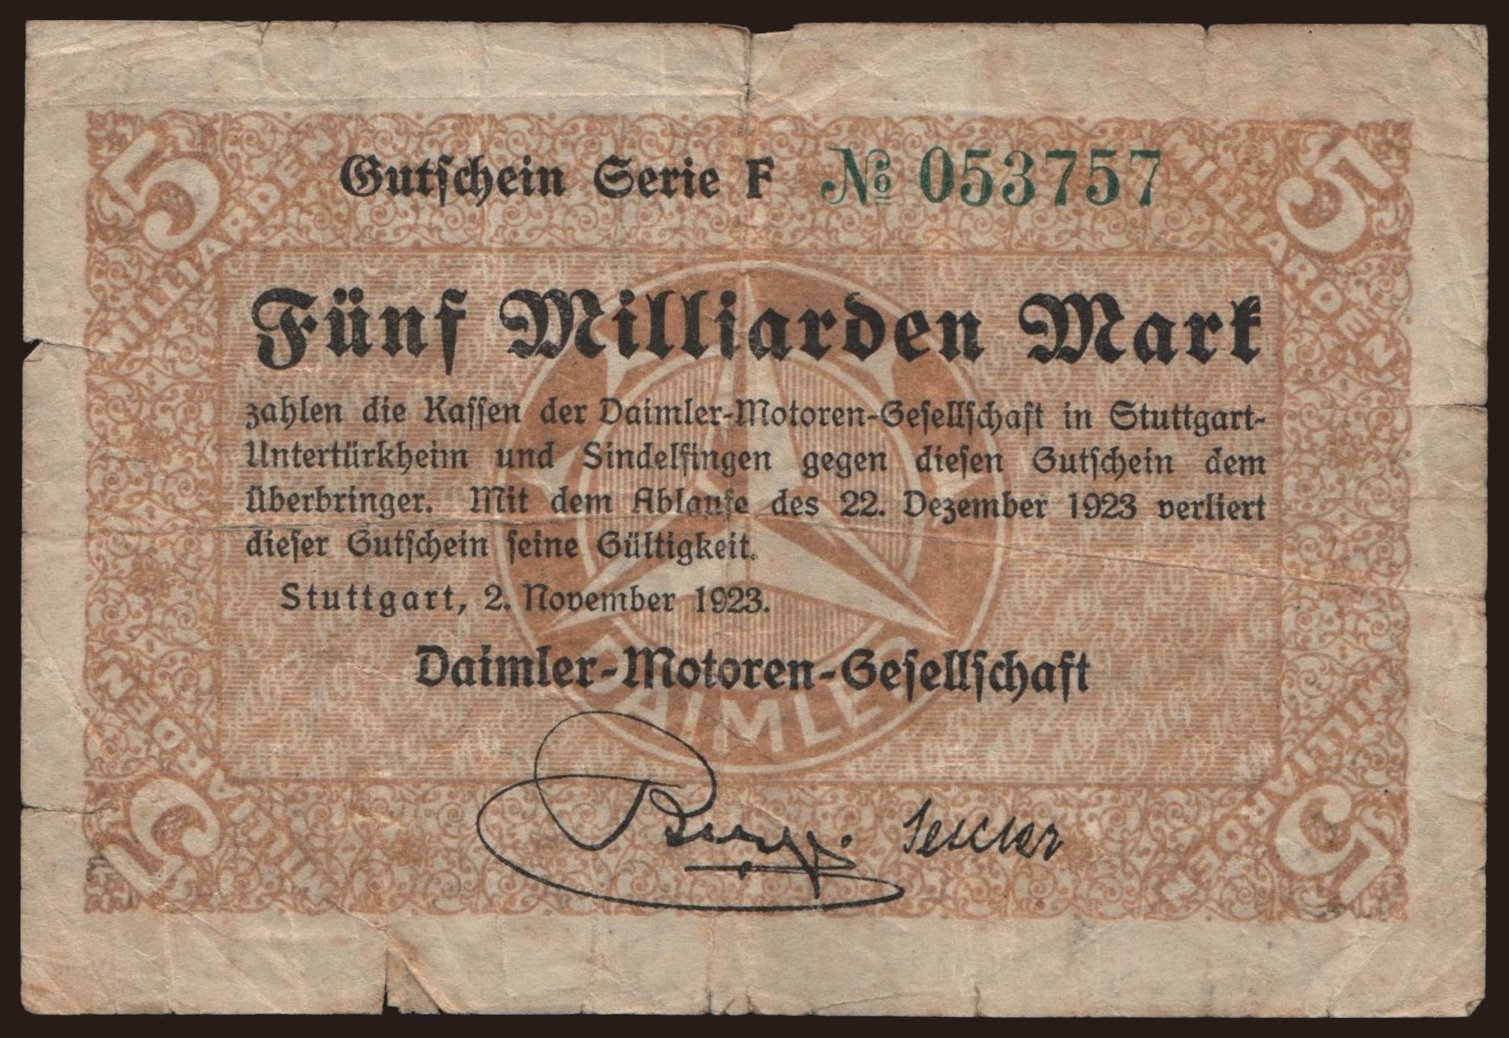 5 MILLIARDEN
Gutschein Serie F № 053757
5 MILLIARDEN
Fünf Milliarden Mark
zahlen die Kassen der Daimler-Motoren-Gesellschaft in Stuttgart-
Untertürkheim und Sindelfingen gegen diesen Gutschein dem
Überbringer. Mit dem Ablaufe des 22. Dezember 1923 verliert
dieser Gutschein seine Gültigkeit.
Stuttgart, 2. November 1923.
Daimler-Motoren-Gesellschaft
DAIMLER
5 MILLIARDEN
5 MILLIARDEN